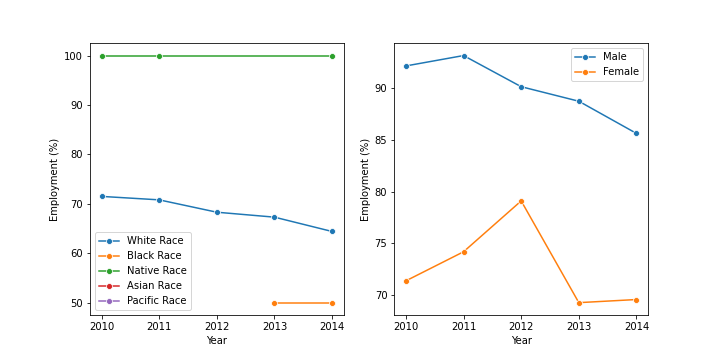 100
90
80
70
60
50
Employment (%)
White Race
Black Race
Native Race
Asian Race
Pacific Race
2010 2011 2012 2013 2014
Year
90
85
80
75
70
Employment (%)
Male
Female
2010 2011 2012 2013 2014
Year